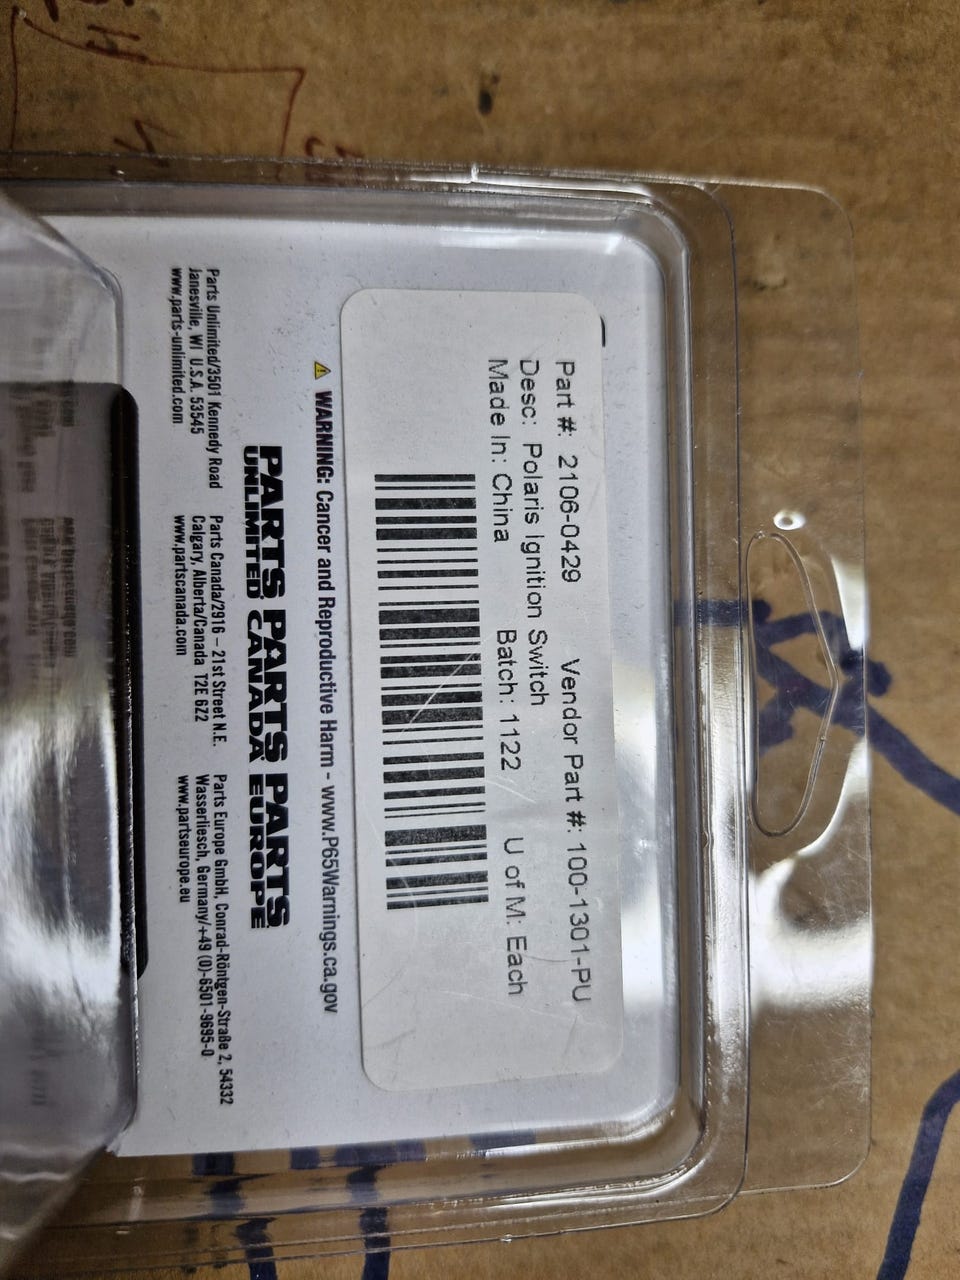 Part #: 2106-0429 Vendor Part #: 100-1301-PU
Desc: Polaris Ignition Switch
Made In: China Batch: 1122 U of M: Each
WARNING: Cancer and Reproductive Harm - www.P65Warnings.ca.gov
PARTS PARTS PARTS
UNLIMITED CANADA EUROPE
Parts Unlimited/3501 Kennedy Road
Janesville, WI U.S.A. 53545
www.parts-unlimited.com
Parts Canada/2916 – 21st Street N.E.
Calgary, Alberta/Canada T2E 6Z2
www.partscanada.com
Parts Europe GmbH, Conrad-Röntgen-Straße 2, 54332
Wasserliesch, Germany/+49 (0)-6501-9695-0
www.partseurope.eu